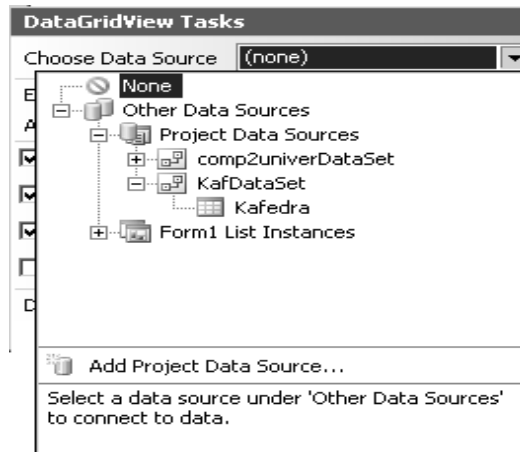 DataGridView Tasks
Choose Data Source (none)
None
Other Data Sources
Project Data Sources
comp2univerDataSet
KafDataSet
Kafedra
Form1 List Instances
Add Project Data Source...
Select a data source under 'Other Data Sources'
to connect to data.